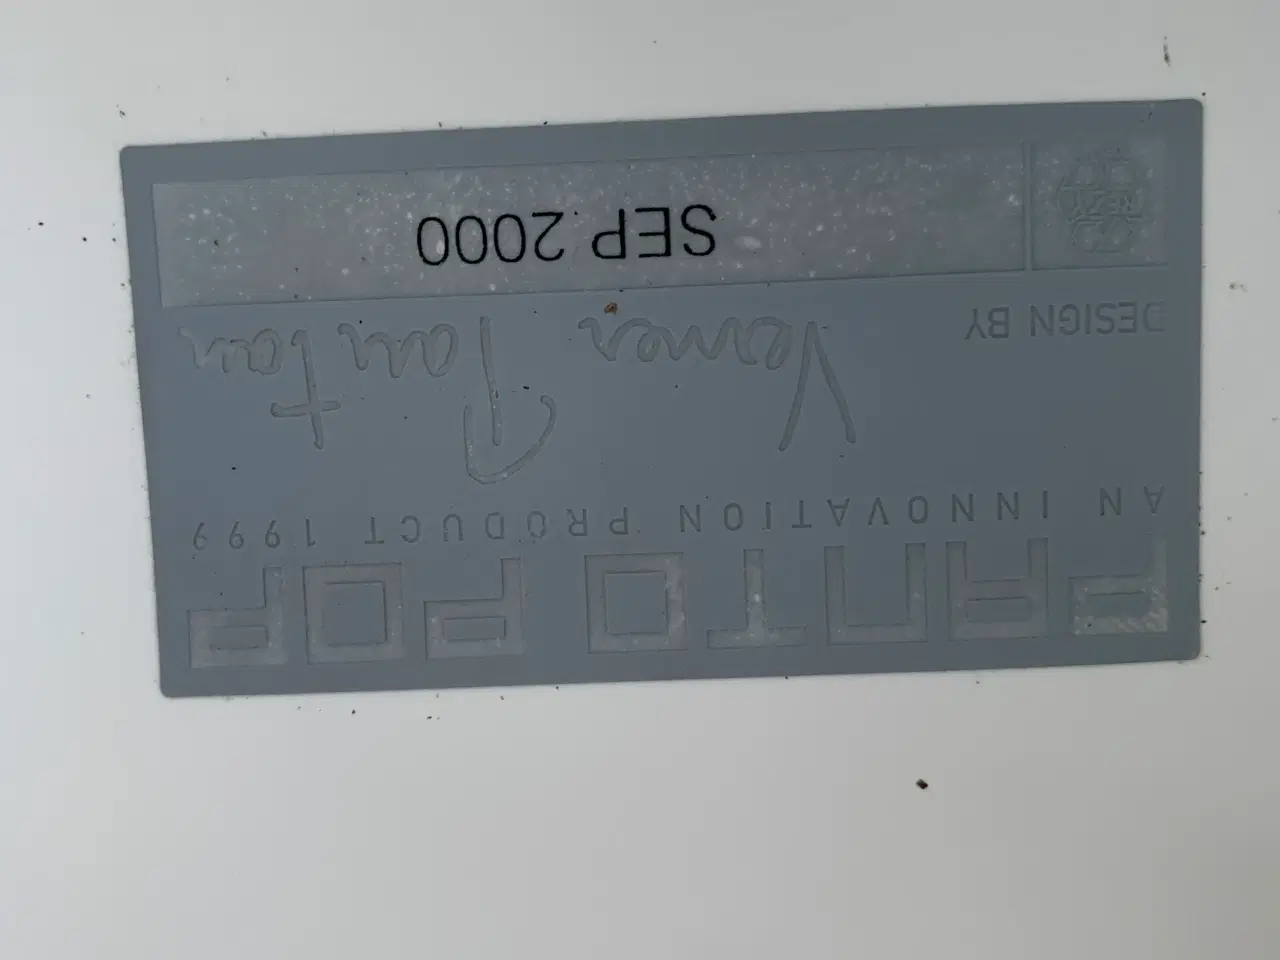 PANTO POP
AN INNOVATION PRODUCT 1999
Verner Panton
DESIGN BY
SEP 2000